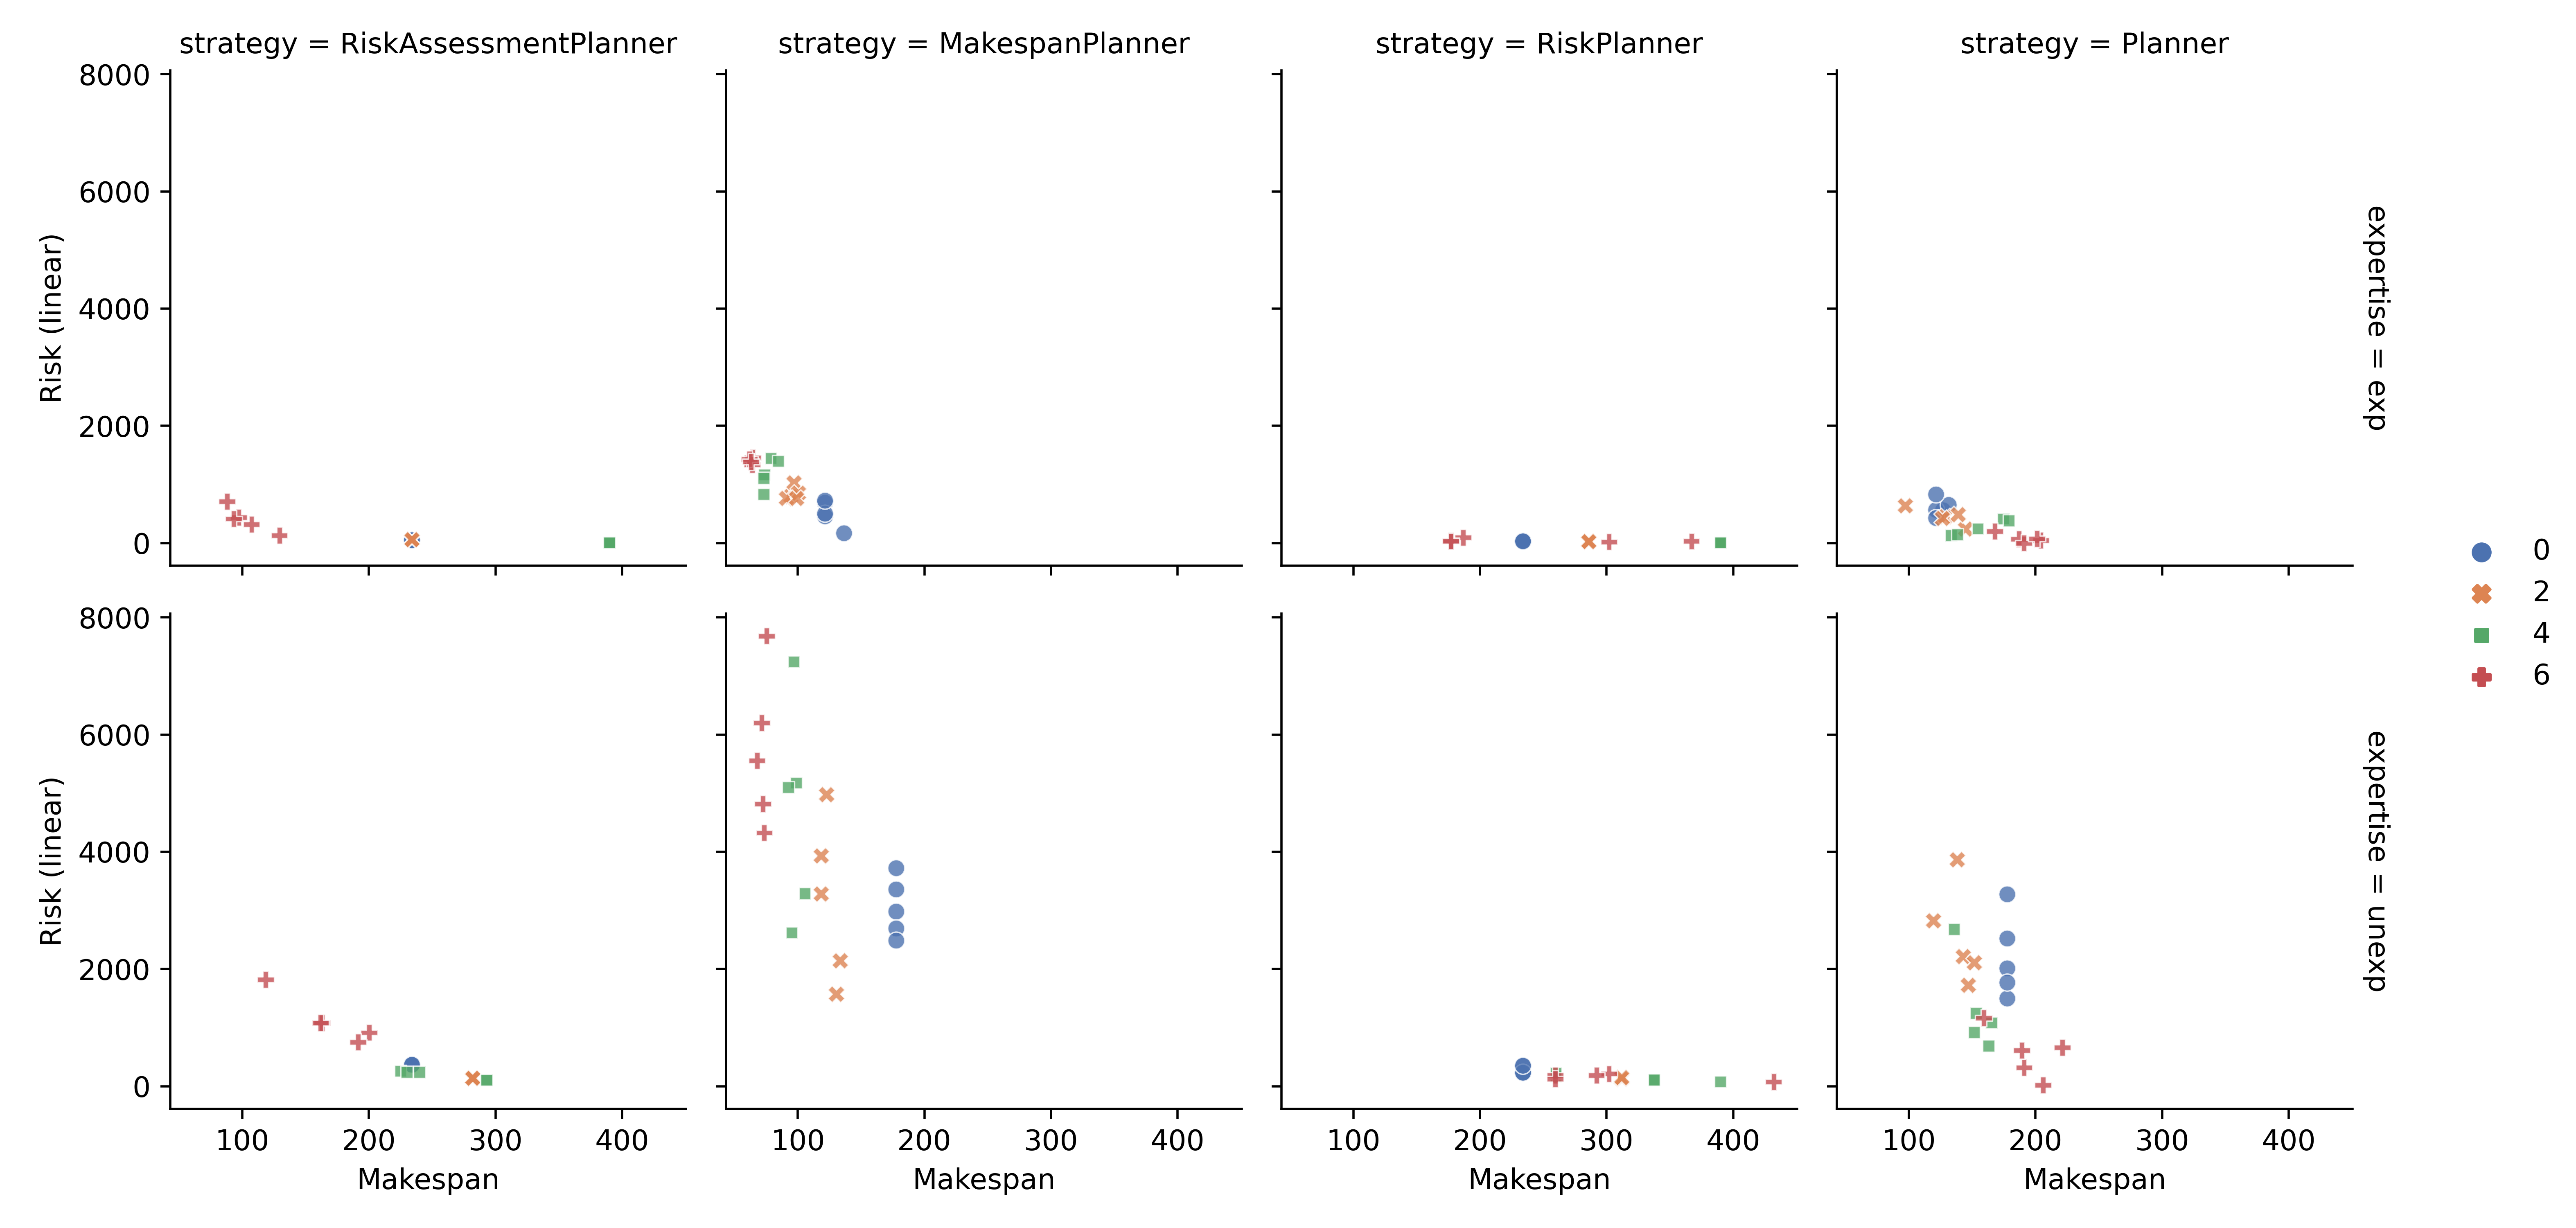 strategy = RiskAssessmentPlanner
strategy = MakespanPlanner
strategy = RiskPlanner
strategy = Planner
8000
6000
4000
2000
0
Risk (linear)
expertise = exp
0
2
4
6
8000
6000
4000
2000
0
Risk (linear)
expertise = unexp
100 200 300 400
100 200 300 400
100 200 300 400
100 200 300 400
Makespan
Makespan
Makespan
Makespan